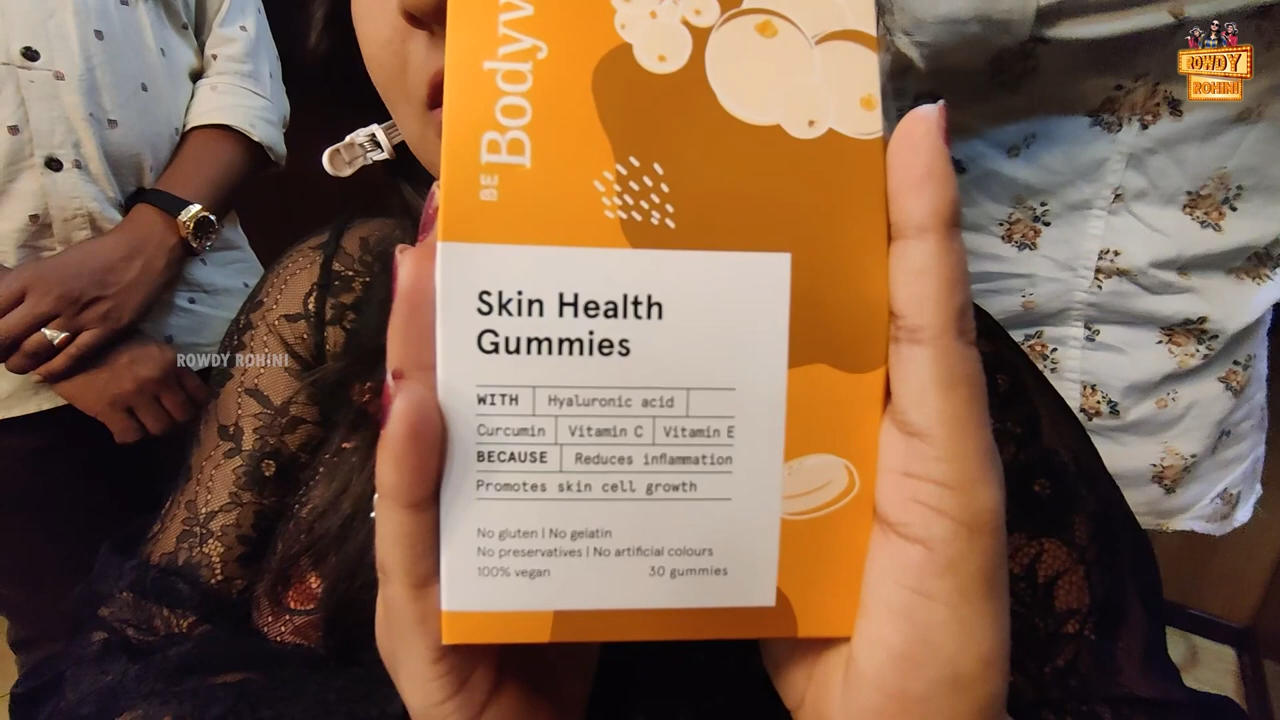 BE Bodyw
Skin Health
Gummies
WITH Hyaluronic acid
Curcumin Vitamin C Vitamin E
BECAUSE Reduces inflammation
Promotes skin cell growth
No gluten | No gelatin
No preservatives | No artificial colours
100% vegan 30 gummies
ROWDY ROHINI
ROWDY
ROHINI